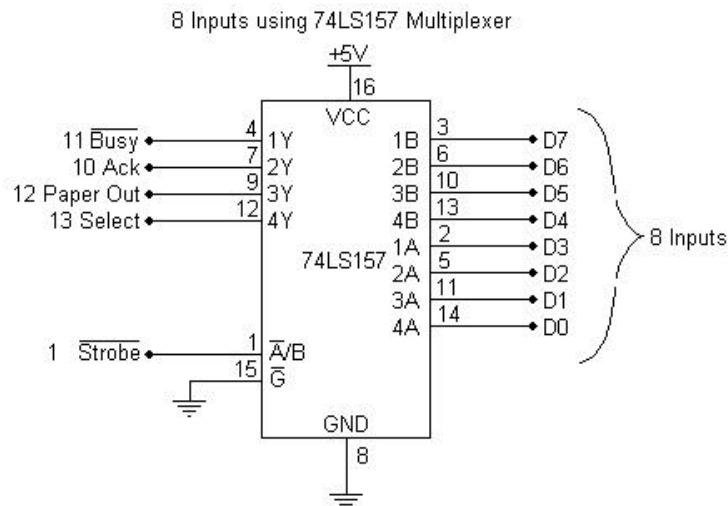 8 Inputs using 74LS157 Multiplexer
+5V
16
VCC
11 B̅u̅s̅y̅ 4 1Y 1B 3 D7
10 Ack 7 2Y 2B 6 D6
12 Paper Out 9 3Y 3B 10 D5
13 Select 12 4Y 4B 13 D4
1A 2 D3
8 Inputs
74LS157
2A 5 D2
3A 11 D1
4A 14 D0
1 S̅t̅r̅o̅b̅e̅ 1 A̅/B
15 G̅
GND
8